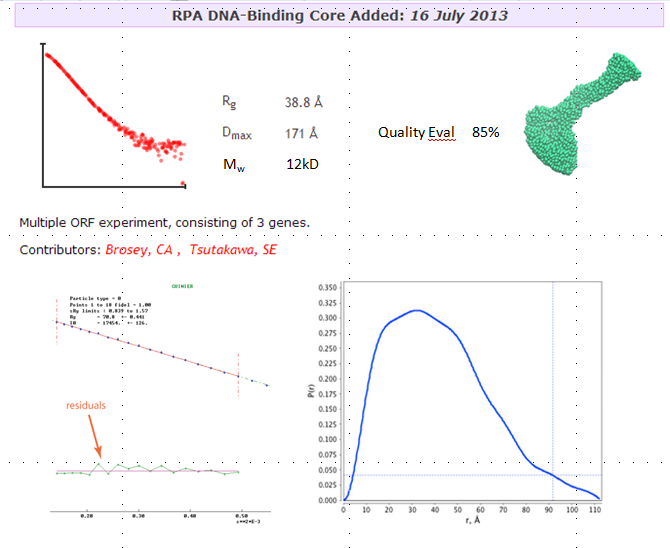 RPA DNA-Binding Core Added: 16 July 2013
Rg 38.8 Å
Dmax 171 Å
Mw 12kD
Quality Eval 85%
Multiple ORF experiment, consisting of 3 genes.
Contributors: Brosey, CA , Tsutakawa, SE
GUINIER
Particle type = 0
Points 1 to 18 fidel = 1.00
sRg limits : 0.839 to 1.57
Rg = 70.8 +- 0.441
I0 = 17454. +- 126.
residuals
0.20 0.30 0.40 0.50
s**2*E-3
0.350
0.325
0.300
0.275
0.250
0.225
0.200
0.175
0.150
0.125
0.100
0.075
0.050
0.025
0.000
P(r)
0 10 20 30 40 50 60 70 80 90 100 110
r, Å